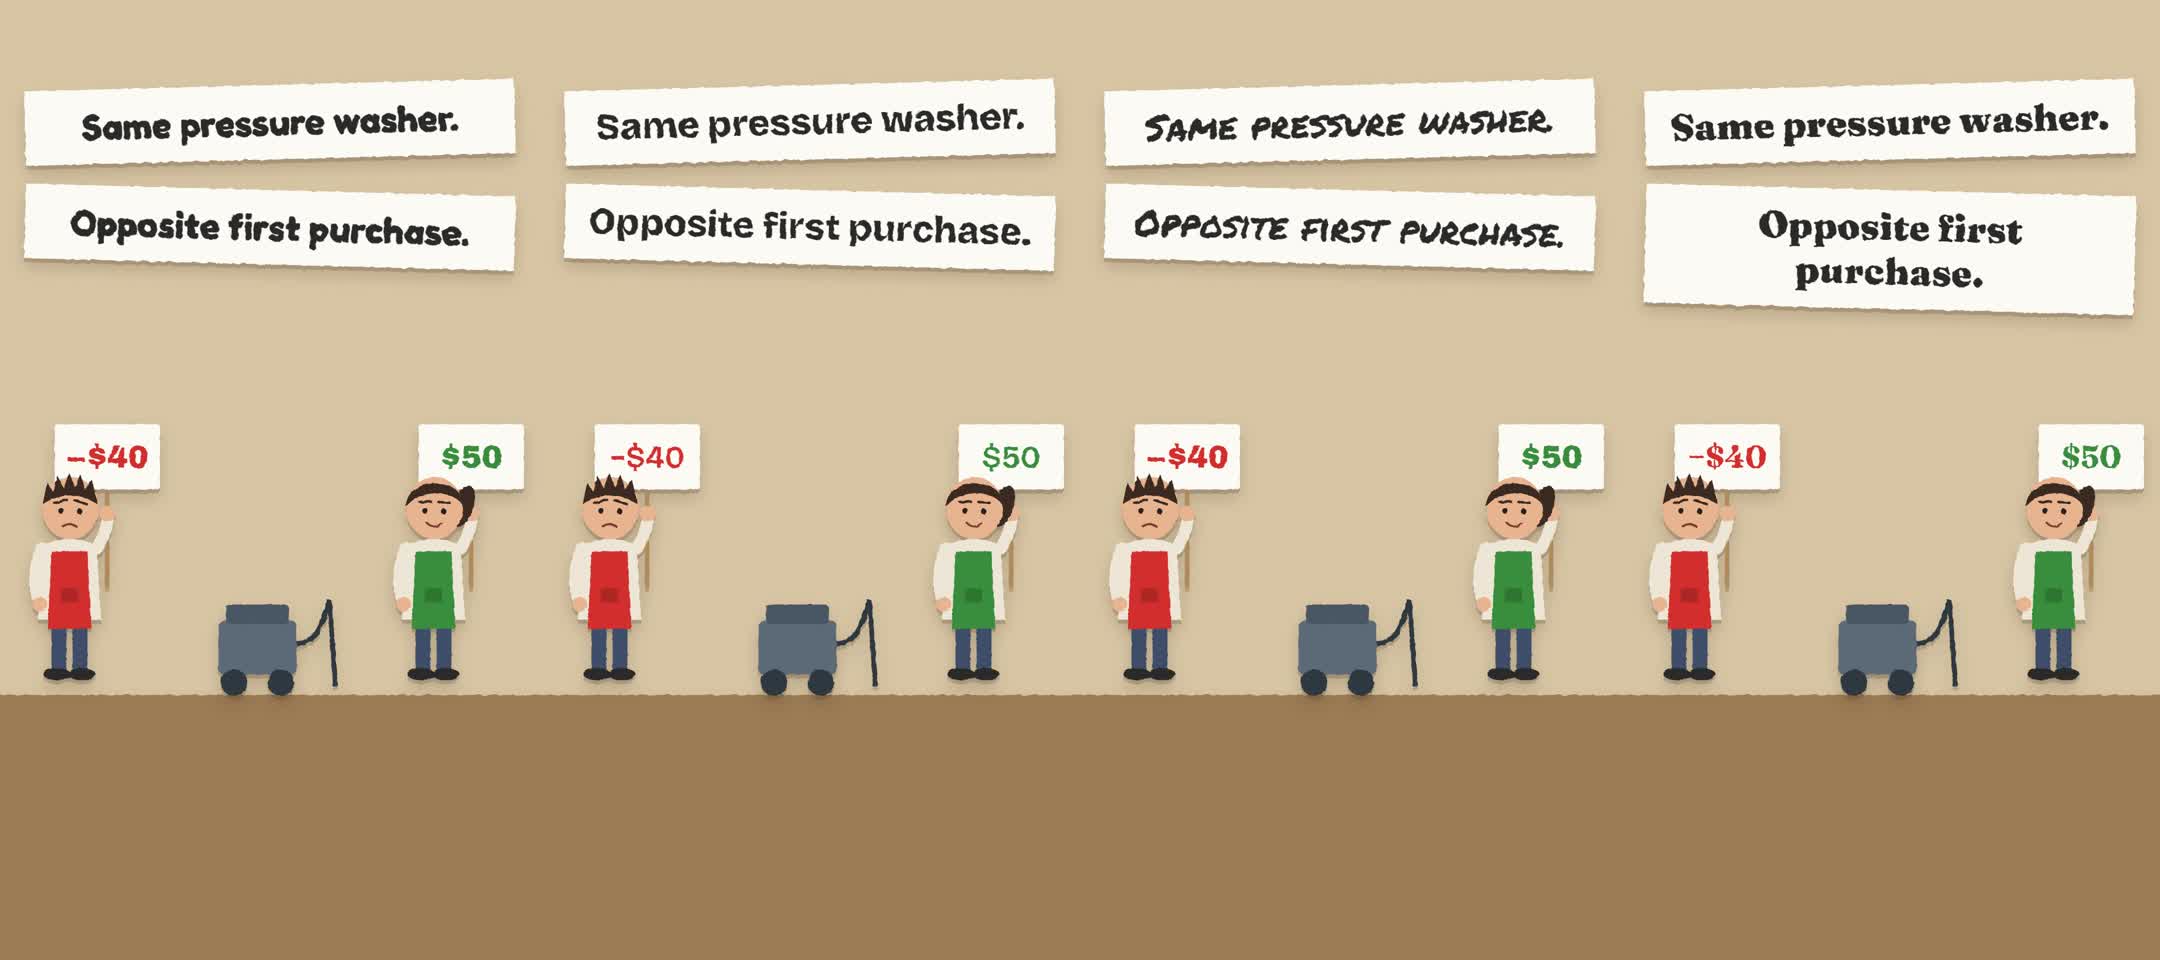 Same pressure washer.
Opposite first purchase.
–$40
$50
Same pressure washer.
Opposite first purchase.
–$40
$50
SAME PRESSURE WASHER.
OPPOSITE FIRST PURCHASE.
–$40
$50
Same pressure washer.
Opposite first
purchase.
–$40
$50